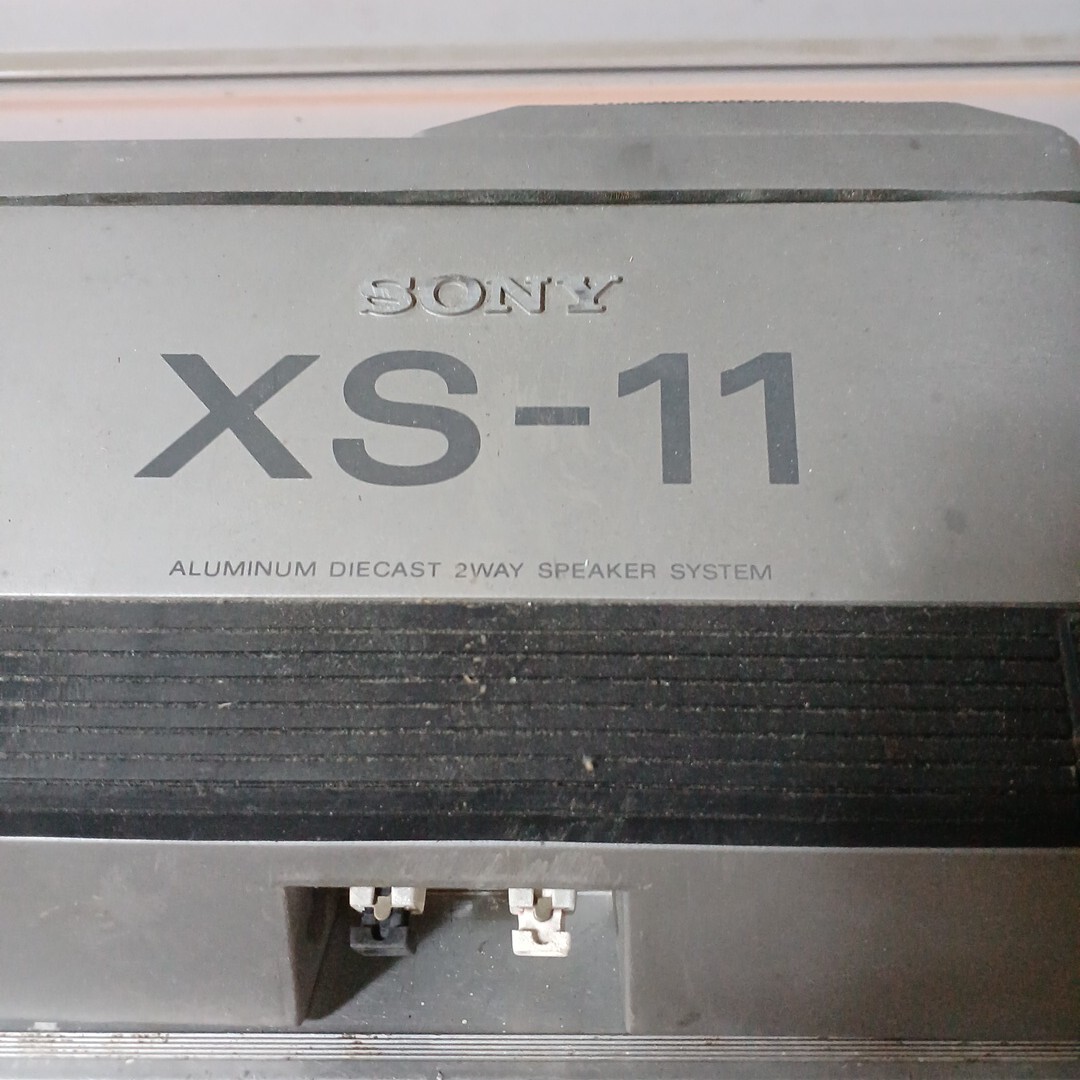 SONY
XS-11
ALUMINUM DIECAST 2WAY SPEAKER SYSTEM